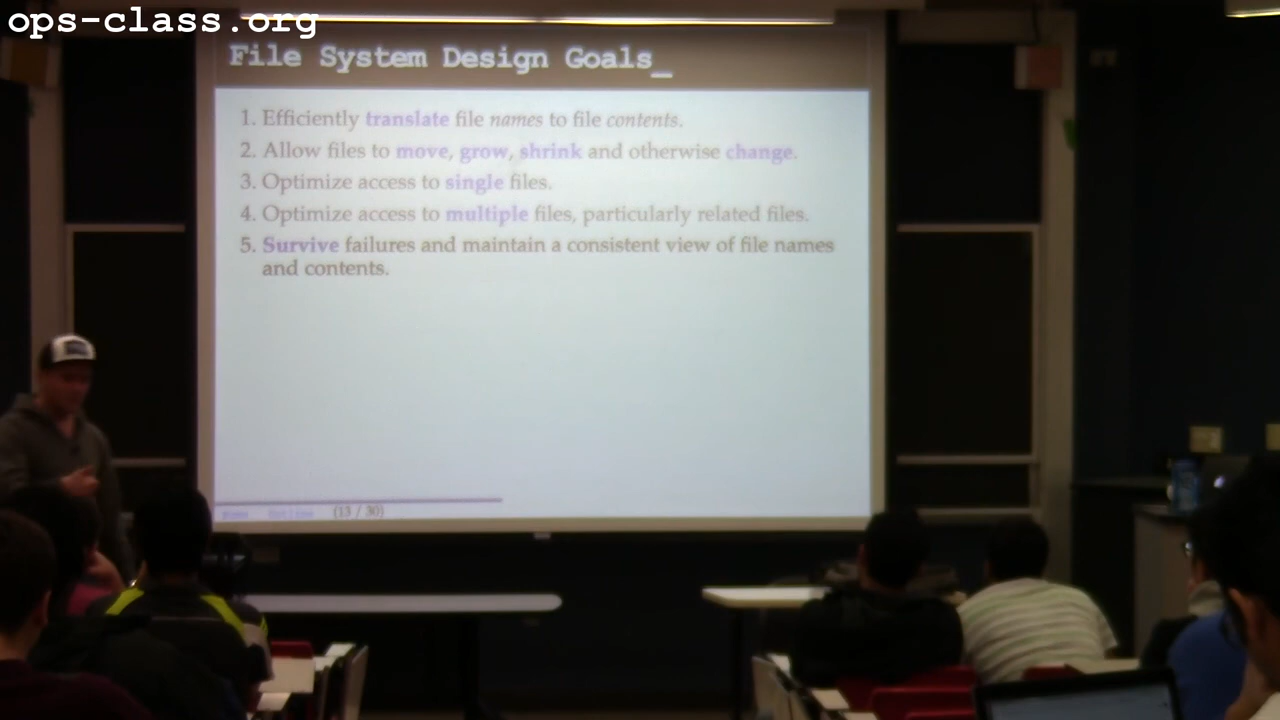 ops-class.org
File System Design Goals_
1. Efficiently translate file names to file contents.
2. Allow files to move, grow, shrink and otherwise change.
3. Optimize access to single files.
4. Optimize access to multiple files, particularly related files.
5. Survive failures and maintain a consistent view of file names
and contents.
(13 / 30)